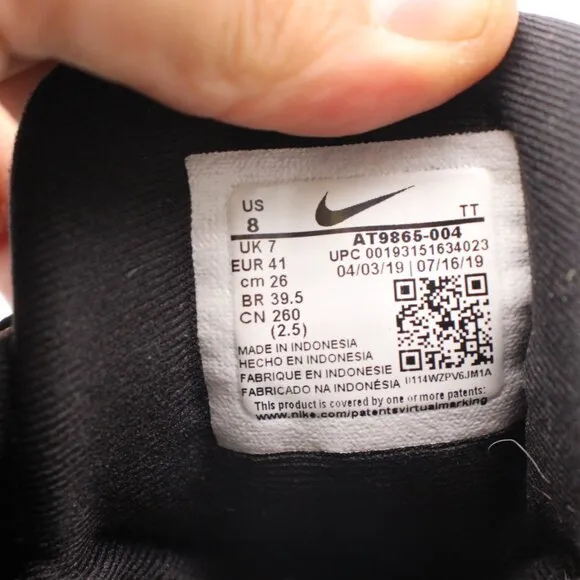 US
8
TT
UK 7
EUR 41
cm 26
BR 39.5
CN 260
(2.5)
AT9865-004
UPC 00193151634023
04/03/19 | 07/16/19
MADE IN INDONESIA
HECHO EN INDONESIA
FABRIQUE EN INDONESIE
FABRICADO NA INDONÉSIA
0114WZPV6JM1A
This product is covered by one or more patents:
www.nike.com/patentsvirtualmarking